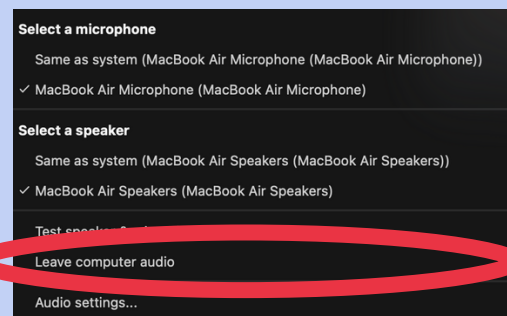 Select a microphone
Same as system (MacBook Air Microphone (MacBook Air Microphone))
✓ MacBook Air Microphone (MacBook Air Microphone)
Select a speaker
Same as system (MacBook Air Speakers (MacBook Air Speakers))
✓ MacBook Air Speakers (MacBook Air Speakers)
Test speaker
Leave computer audio
Audio settings...